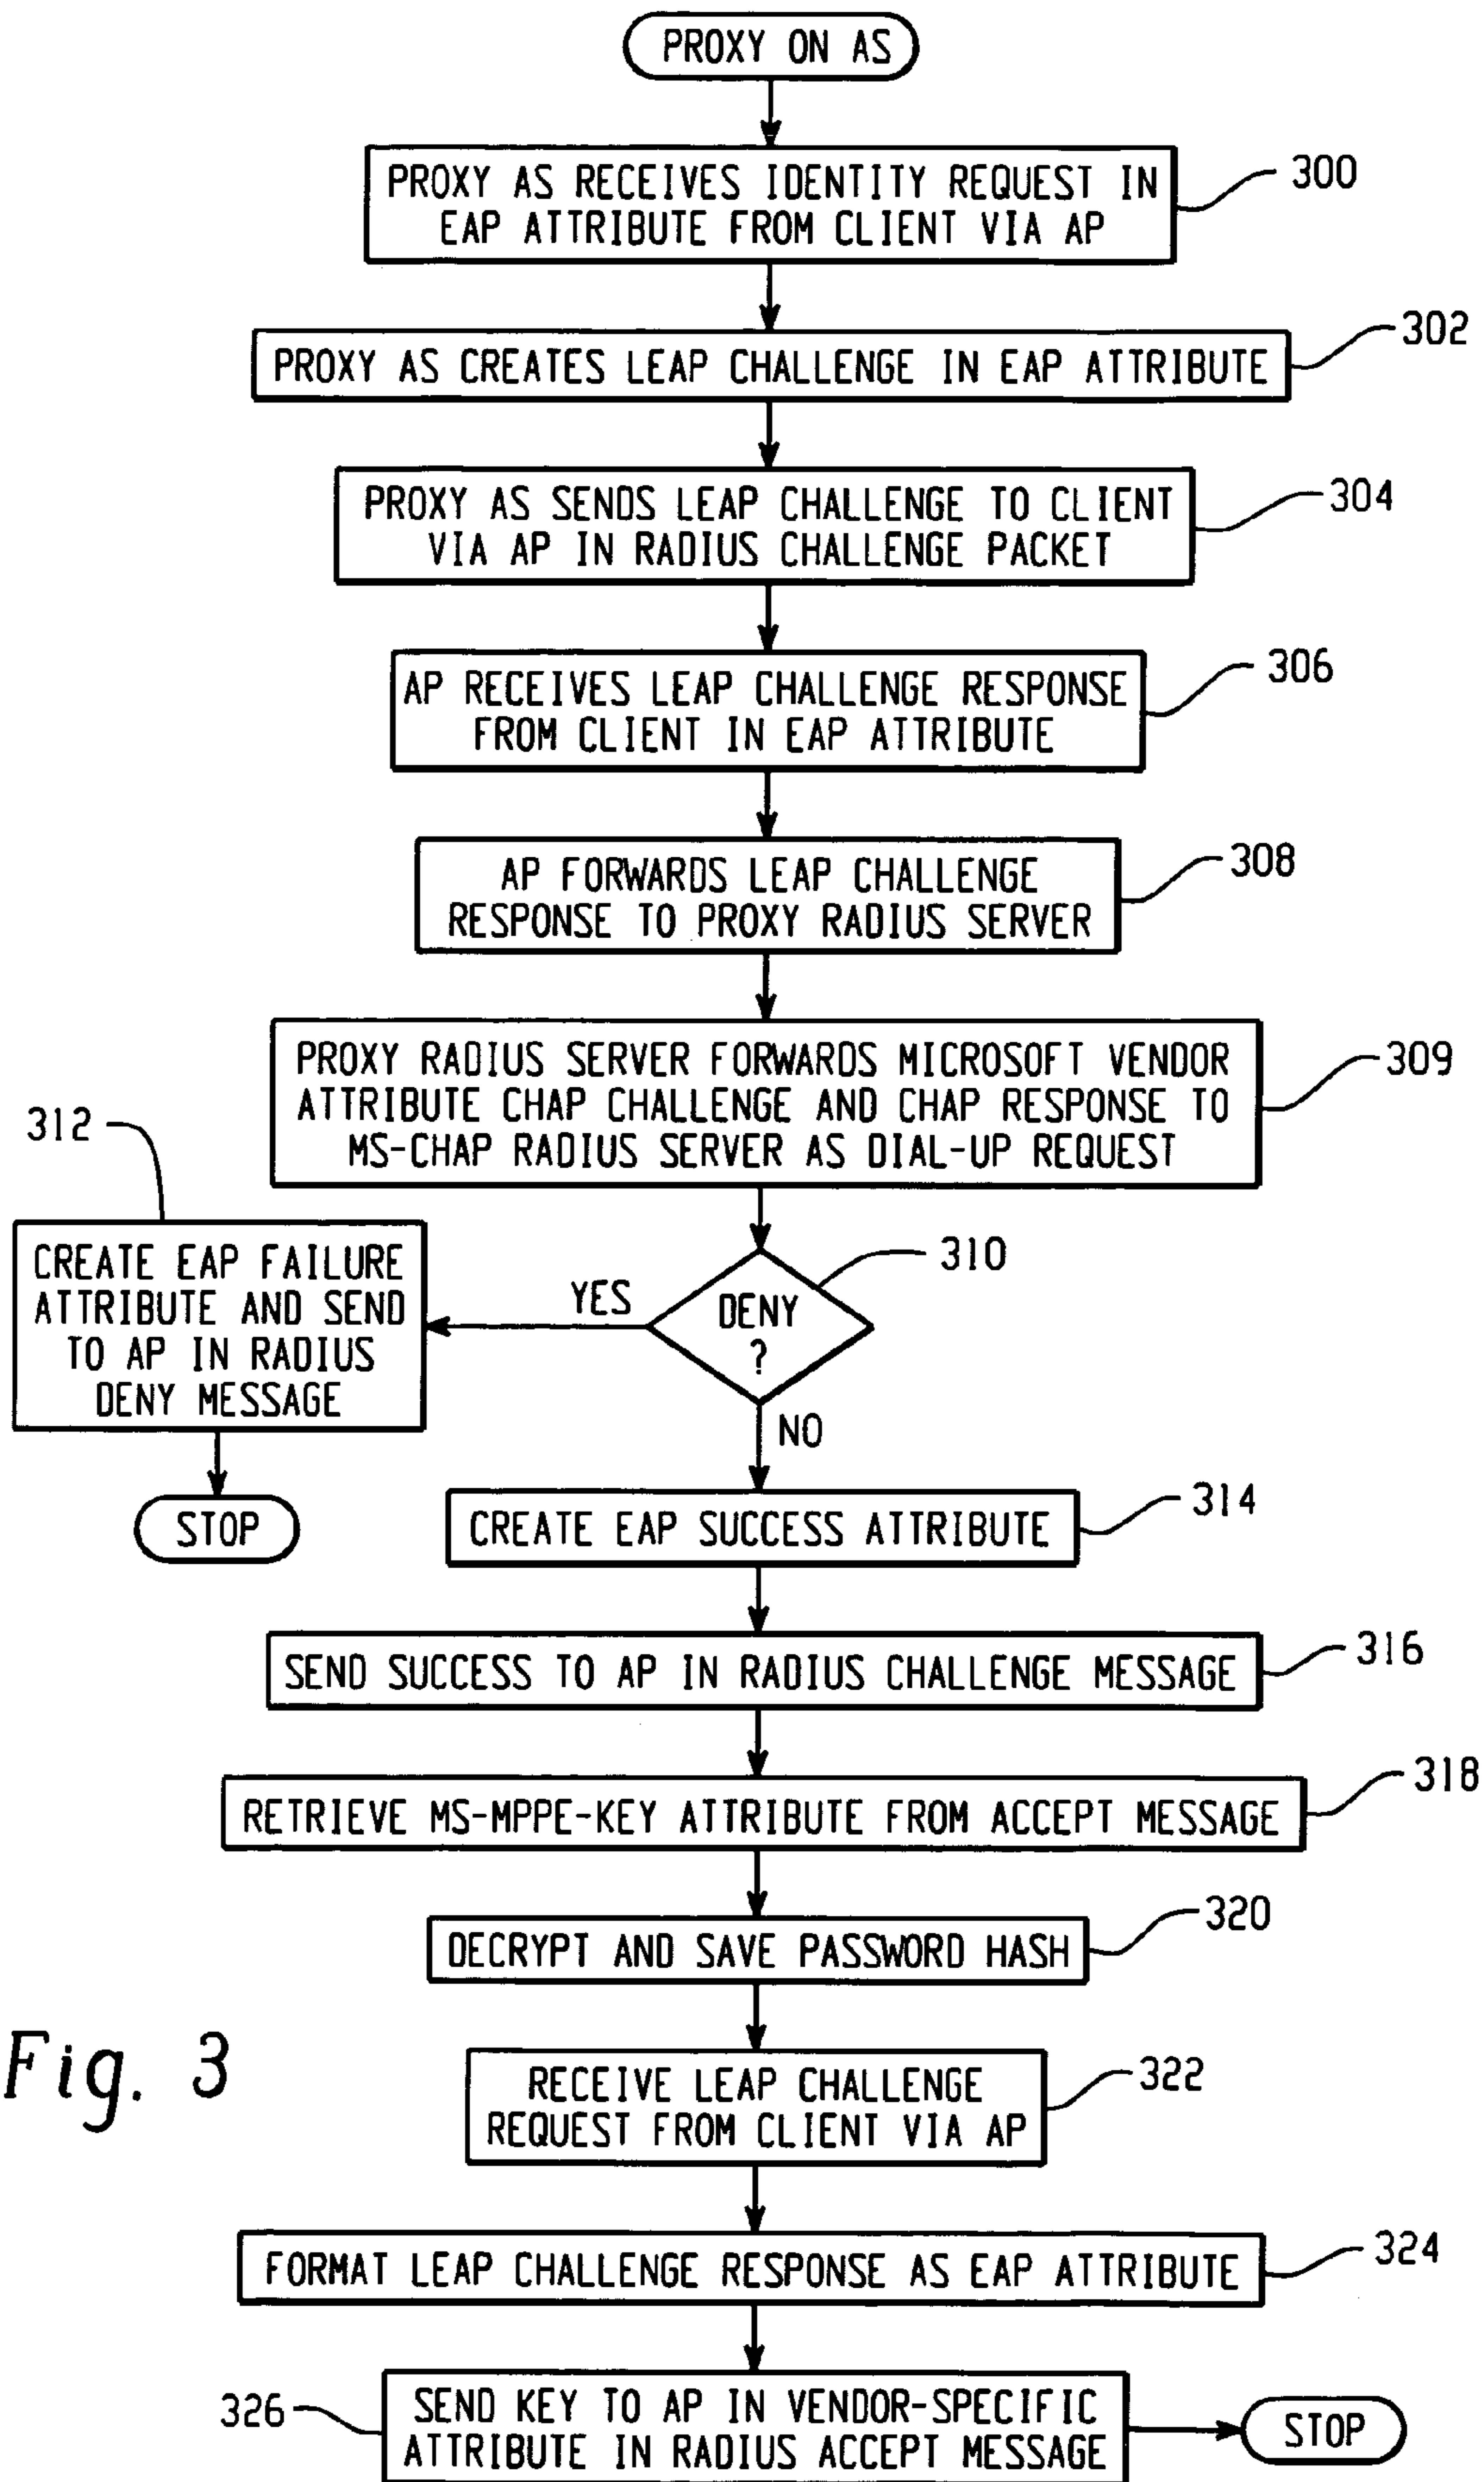 PROXY ON AS
PROXY AS RECEIVES IDENTITY REQUEST IN
EAP ATTRIBUTE FROM CLIENT VIA AP
300
PROXY AS CREATES LEAP CHALLENGE IN EAP ATTRIBUTE
302
PROXY AS SENDS LEAP CHALLENGE TO CLIENT
VIA AP IN RADIUS CHALLENGE PACKET
304
AP RECEIVES LEAP CHALLENGE RESPONSE
FROM CLIENT IN EAP ATTRIBUTE
306
AP FORWARDS LEAP CHALLENGE
RESPONSE TO PROXY RADIUS SERVER
308
PROXY RADIUS SERVER FORWARDS MICROSOFT VENDOR
ATTRIBUTE CHAP CHALLENGE AND CHAP RESPONSE TO
MS-CHAP RADIUS SERVER AS DIAL-UP REQUEST
309
312
CREATE EAP FAILURE
ATTRIBUTE AND SEND
TO AP IN RADIUS
DENY MESSAGE
YES
DENY
?
310
NO
STOP
CREATE EAP SUCCESS ATTRIBUTE
314
SEND SUCCESS TO AP IN RADIUS CHALLENGE MESSAGE
316
RETRIEVE MS-MPPE-KEY ATTRIBUTE FROM ACCEPT MESSAGE
318
DECRYPT AND SAVE PASSWORD HASH
320
Fig. 3
RECEIVE LEAP CHALLENGE
REQUEST FROM CLIENT VIA AP
322
FORMAT LEAP CHALLENGE RESPONSE AS EAP ATTRIBUTE
324
326
SEND KEY TO AP IN VENDOR-SPECIFIC
ATTRIBUTE IN RADIUS ACCEPT MESSAGE
STOP